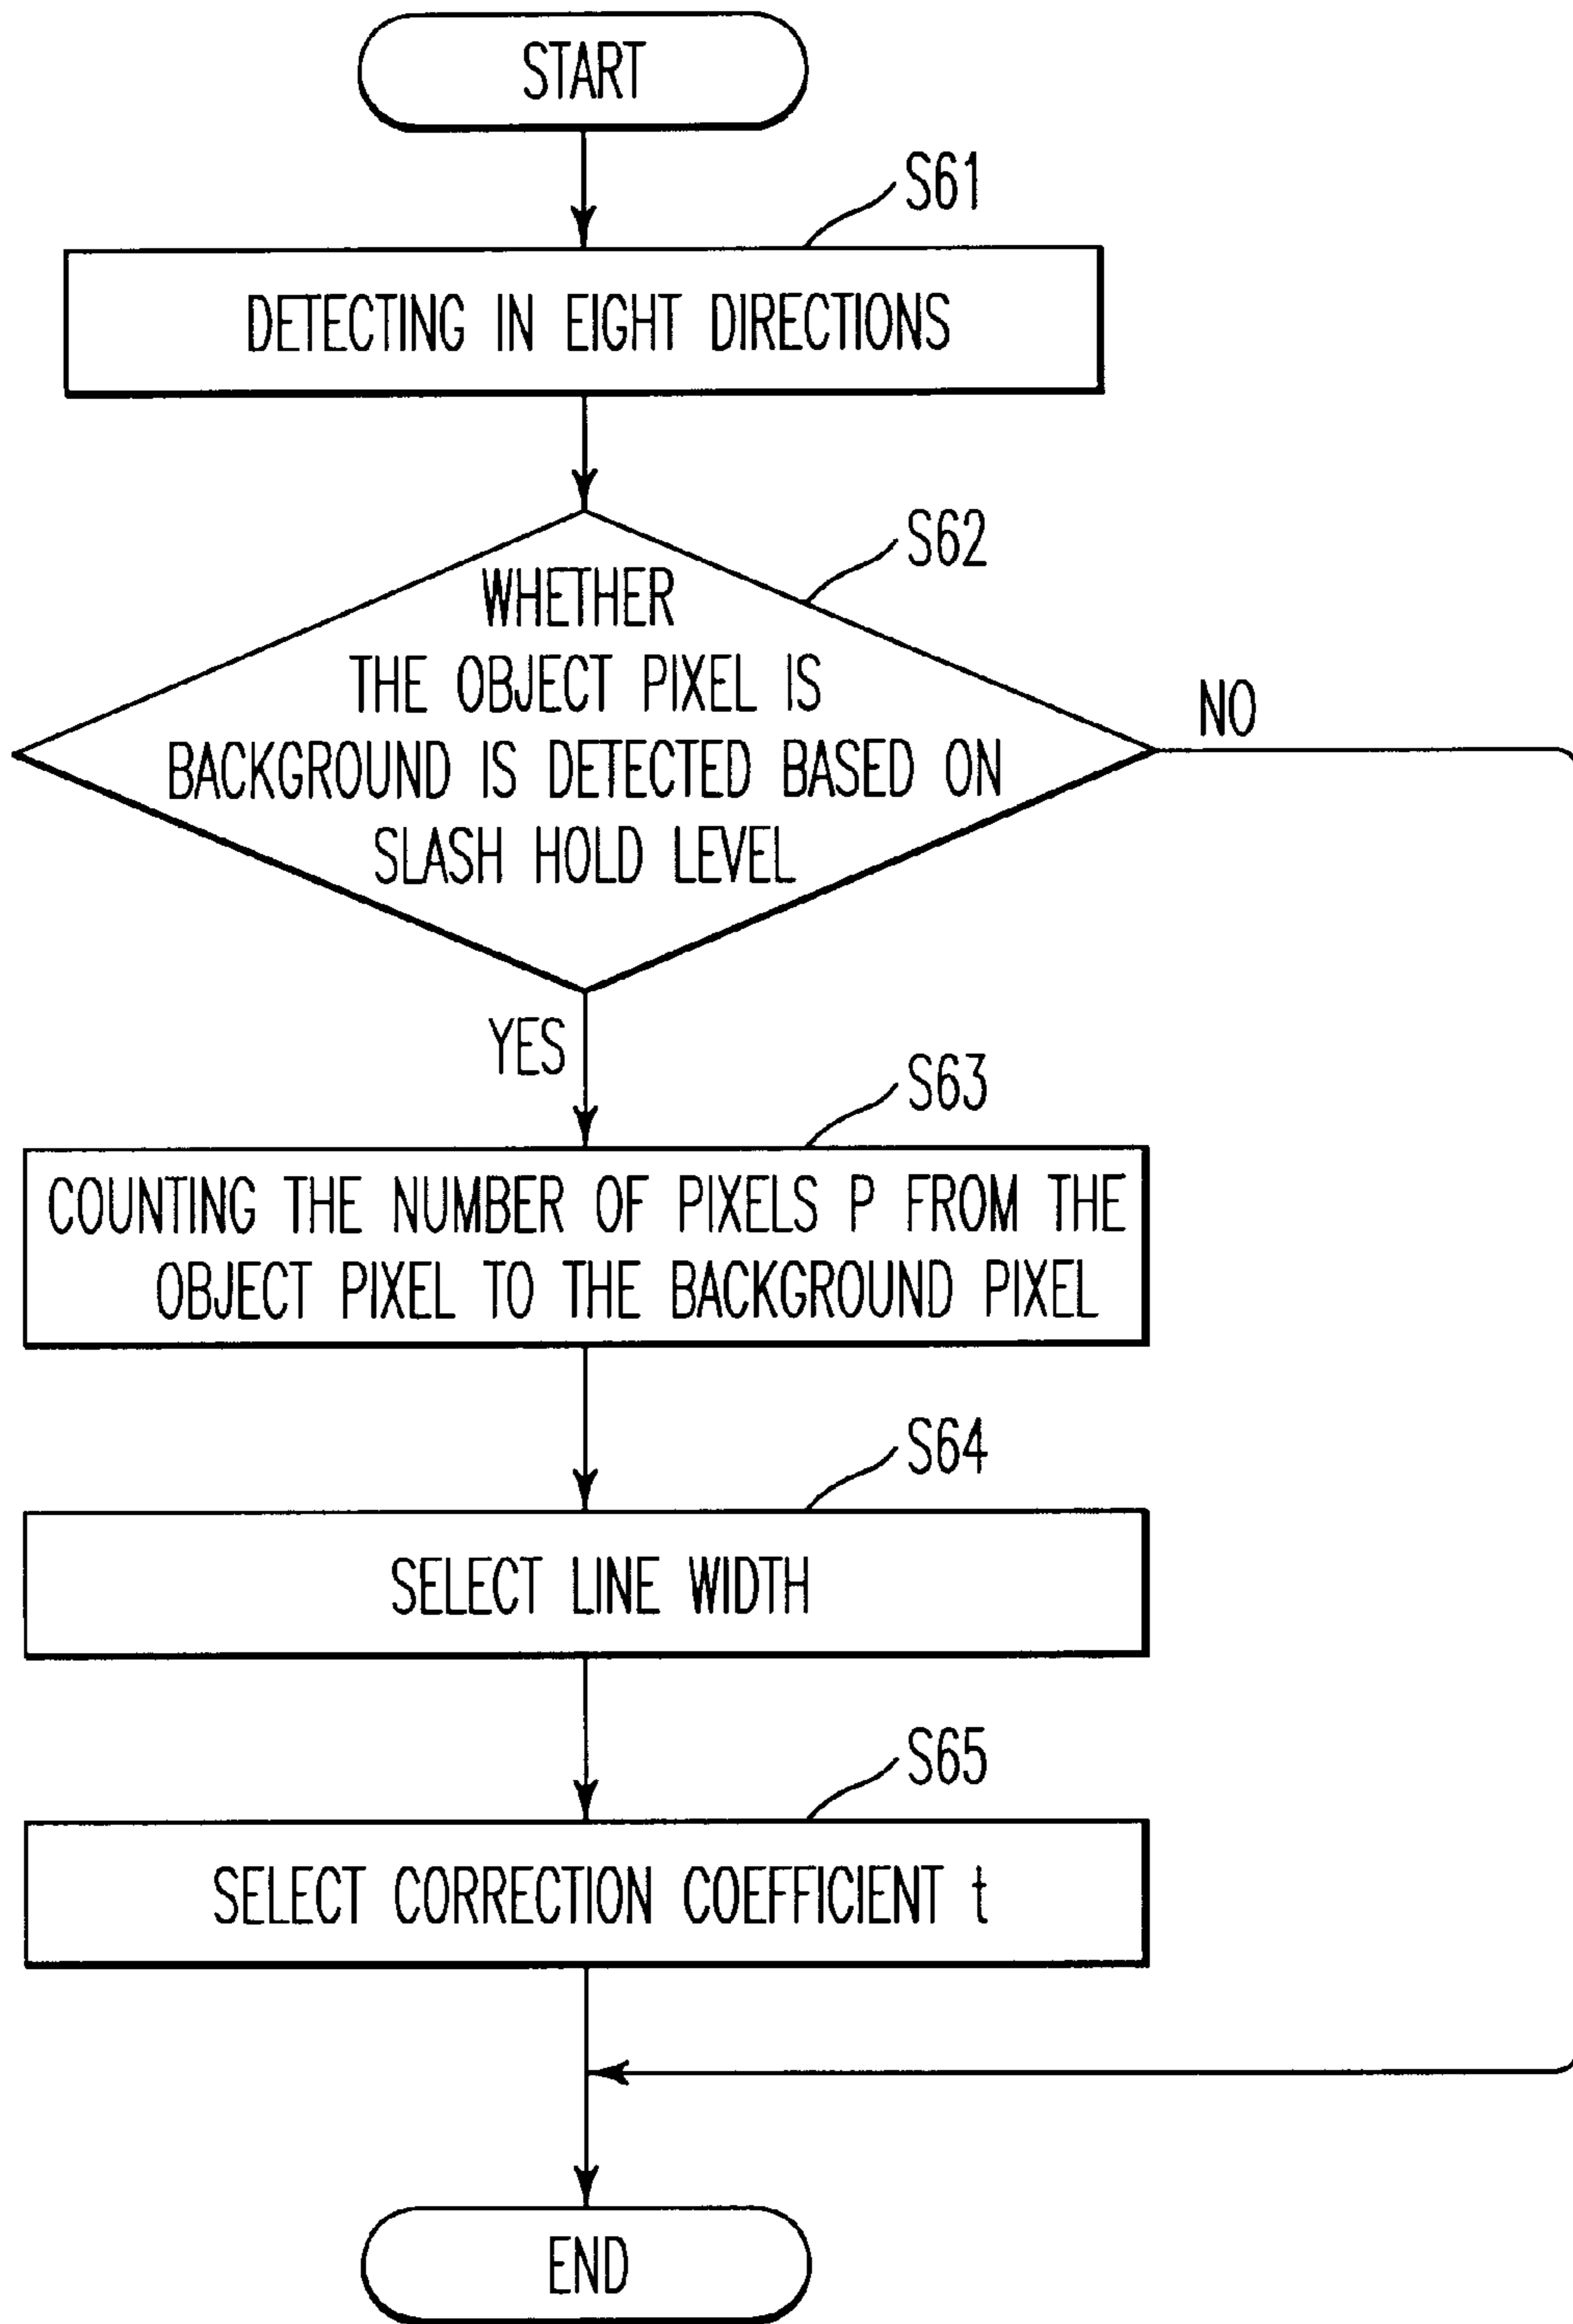 START
S61
DETECTING IN EIGHT DIRECTIONS
S62
WHETHER
THE OBJECT PIXEL IS
BACKGROUND IS DETECTED BASED ON
SLASH HOLD LEVEL
NO
YES
S63
COUNTING THE NUMBER OF PIXELS P FROM THE
OBJECT PIXEL TO THE BACKGROUND PIXEL
S64
SELECT LINE WIDTH
S65
SELECT CORRECTION COEFFICIENT t
END